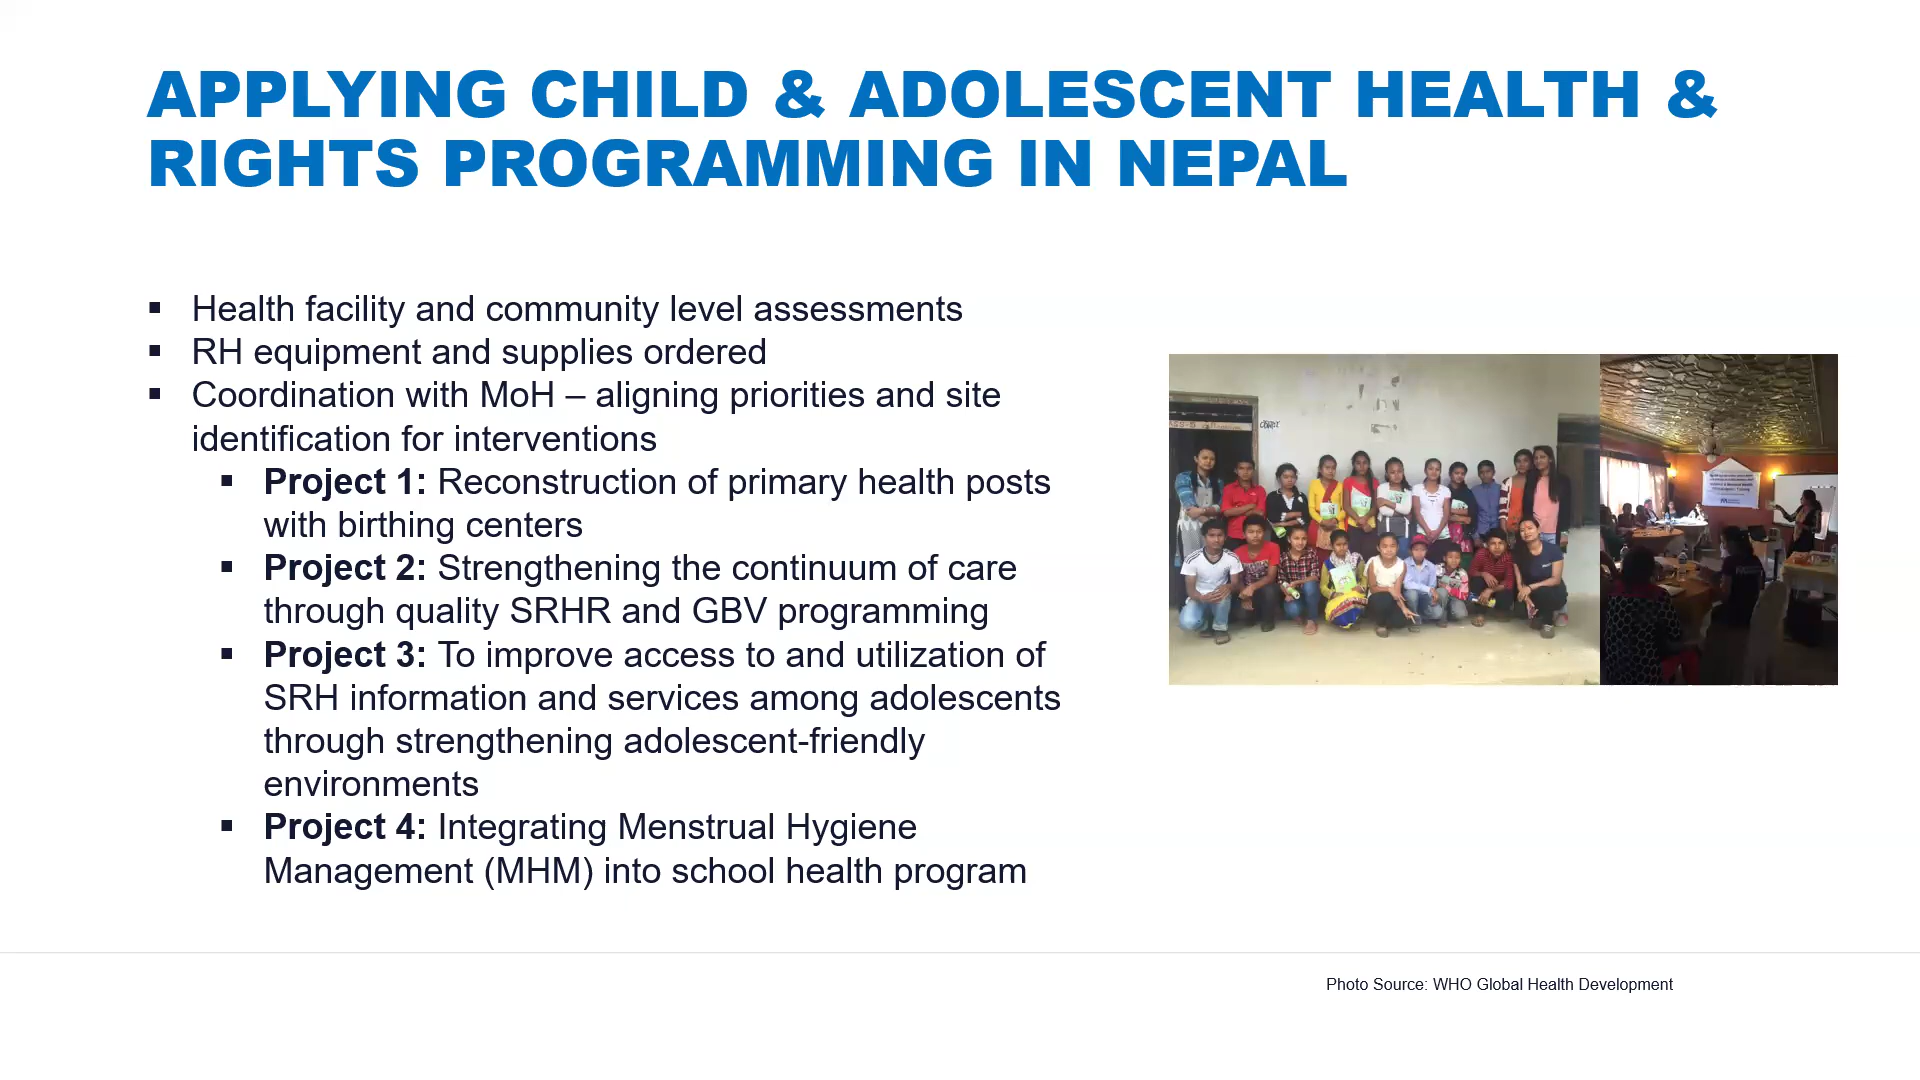 APPLYING CHILD & ADOLESCENT HEALTH &
RIGHTS PROGRAMMING IN NEPAL
▪ Health facility and community level assessments
▪ RH equipment and supplies ordered
▪ Coordination with MoH – aligning priorities and site
identification for interventions
▪ Project 1: Reconstruction of primary health posts
with birthing centers
▪ Project 2: Strengthening the continuum of care
through quality SRHR and GBV programming
▪ Project 3: To improve access to and utilization of
SRH information and services among adolescents
through strengthening adolescent-friendly
environments
▪ Project 4: Integrating Menstrual Hygiene
Management (MHM) into school health program
Photo Source: WHO Global Health Development